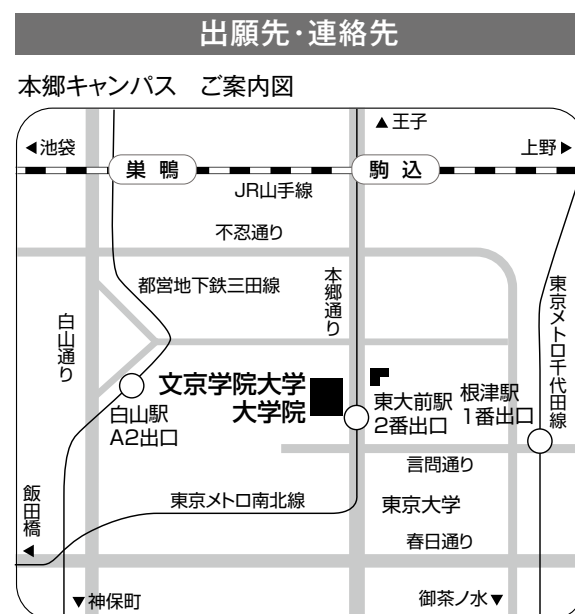 出願先・連絡先
本郷キャンパス　ご案内図
▲王子
◀池袋
上野▶
巣鴨
駒込
JR山手線
不忍通り
都営地下鉄三田線
本郷通り
東京メトロ千代田線
白山通り
文京学院大学
大学院
白山駅
A2出口
東大前駅
2番出口
根津駅
1番出口
言問通り
東京メトロ南北線
東京大学
飯田橋
◀
春日通り
▼神保町
御茶ノ水▼